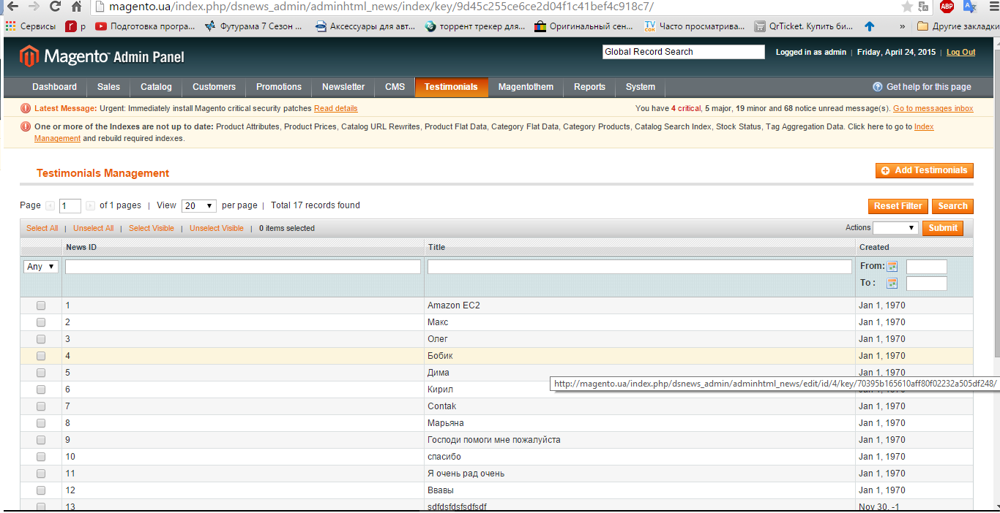 magento.ua/index.php/dsnews_admin/adminhtml_news/index/key/9d45c255ce6ce2d04f1c41bef4c918c7/ ABP
Сервисы r p Подготовка програ... Футурама 7 Сезон ... Аксессуары для авт... торрент трекер для... Оригинальный сен... TV COX Часто просматрива... QrTicket. Купить би... » Другие закладки
Magento Admin Panel Global Record Search Logged in as admin | Friday, April 24, 2015 | Log Out
Dashboard Sales Catalog Customers Promotions Newsletter CMS Testimonials Magentothem Reports System Get help for this page
Latest Message: Urgent: Immediately install Magento critical security patches Read details You have 4 critical, 5 major, 19 minor and 68 notice unread message(s). Go to messages inbox
One or more of the Indexes are not up to date: Product Attributes, Product Prices, Catalog URL Rewrites, Product Flat Data, Category Flat Data, Category Products, Catalog Search Index, Stock Status, Tag Aggregation Data. Click here to go to Index
Management and rebuild required indexes.
Testimonials Management Add Testimonials
Page 1 of 1 pages | View 20 per page | Total 17 records found Reset Filter Search
Select All | Unselect All | Select Visible | Unselect Visible | 0 items selected Actions Submit
News ID Title Created
Any From:
To :
1 Amazon EC2 Jan 1, 1970
2 Макс Jan 1, 1970
3 Олег Jan 1, 1970
4 Бобик Jan 1, 1970
5 Дима Jan 1, 1970
http://magento.ua/index.php/dsnews_admin/adminhtml_news/edit/id/4/key/70395b165610aff80f02232a505df248/
6 Кирил Jan 1, 1970
7 Contak Jan 1, 1970
8 Марьяна Jan 1, 1970
9 Господи помоги мне пожалуйста Jan 1, 1970
10 спасибо Jan 1, 1970
11 Я очень рад очень Jan 1, 1970
12 Ввавы Jan 1, 1970
13 sdfdsfdsfsdfsdf Nov 30, -1